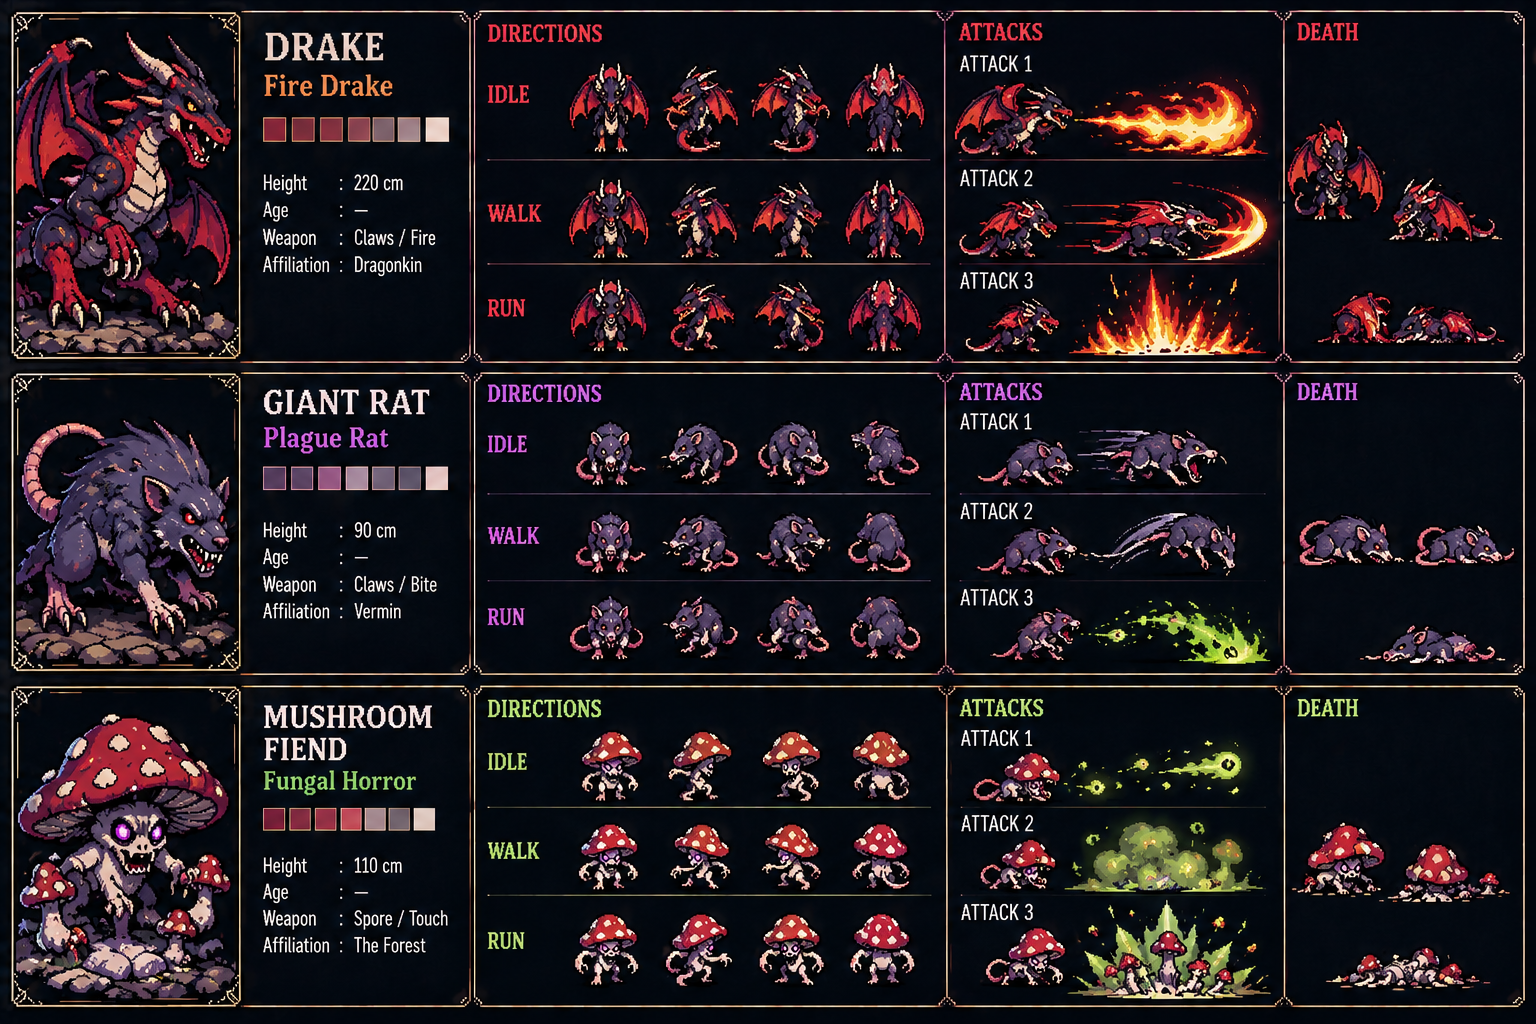 DRAKE
Fire Drake
Height : 220 cm
Age : —
Weapon : Claws / Fire
Affiliation : Dragonkin
DIRECTIONS
IDLE
WALK
RUN
ATTACKS
ATTACK 1
ATTACK 2
ATTACK 3
DEATH
GIANT RAT
Plague Rat
Height : 90 cm
Age : —
Weapon : Claws / Bite
Affiliation : Vermin
DIRECTIONS
IDLE
WALK
RUN
ATTACKS
ATTACK 1
ATTACK 2
ATTACK 3
DEATH
MUSHROOM
FIEND
Fungal Horror
Height : 110 cm
Age : —
Weapon : Spore / Touch
Affiliation : The Forest
DIRECTIONS
IDLE
WALK
RUN
ATTACKS
ATTACK 1
ATTACK 2
ATTACK 3
DEATH